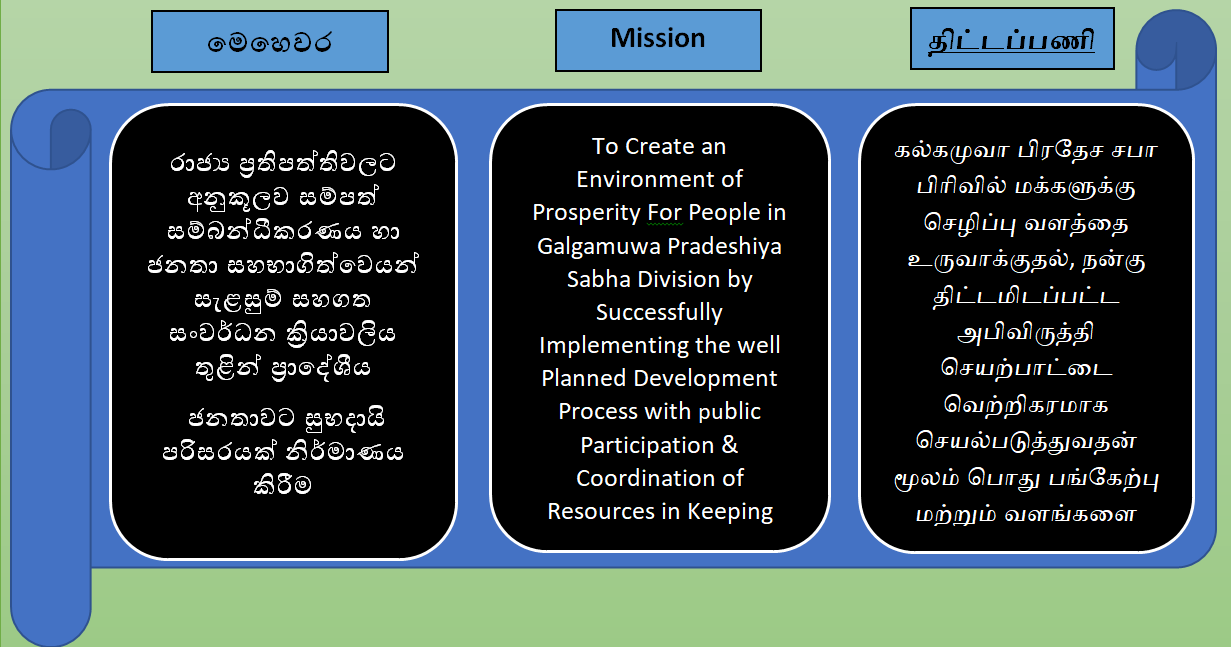 මෙහෙවර
රාජ්‍ය ප්‍රතිපත්තිවලට
අනුකූලව සම්පත්
සම්බන්ධීකරණය හා
ජනතා සහභාගිත්වෙයන්
සැළසුම් සහගත
සංවර්ධන ක්‍රියාවලිය
තුළින් ප්‍රාදේශීය
ජනතාවට සුභදායි
පරිසරයක් නිර්මාණය
කිරීම
Mission
To Create an
Environment of
Prosperity For People in
Galgamuwa Pradeshiya
Sabha Division by
Successfully
Implementing the well
Planned Development
Process with public
Participation &
Coordination of
Resources in Keeping
திட்டப்பணி
கல்கமுவா பிரதேச சபா
பிரிவில் மக்களுக்கு
செழிப்பு வளத்தை
உருவாக்குதல், நன்கு
திட்டமிடப்பட்ட
அபிவிருத்தி
செயற்பாட்டை
வெற்றிகரமாக
செயல்படுத்துவதன்
மூலம் பொது பங்கேற்பு
மற்றும் வளங்களை